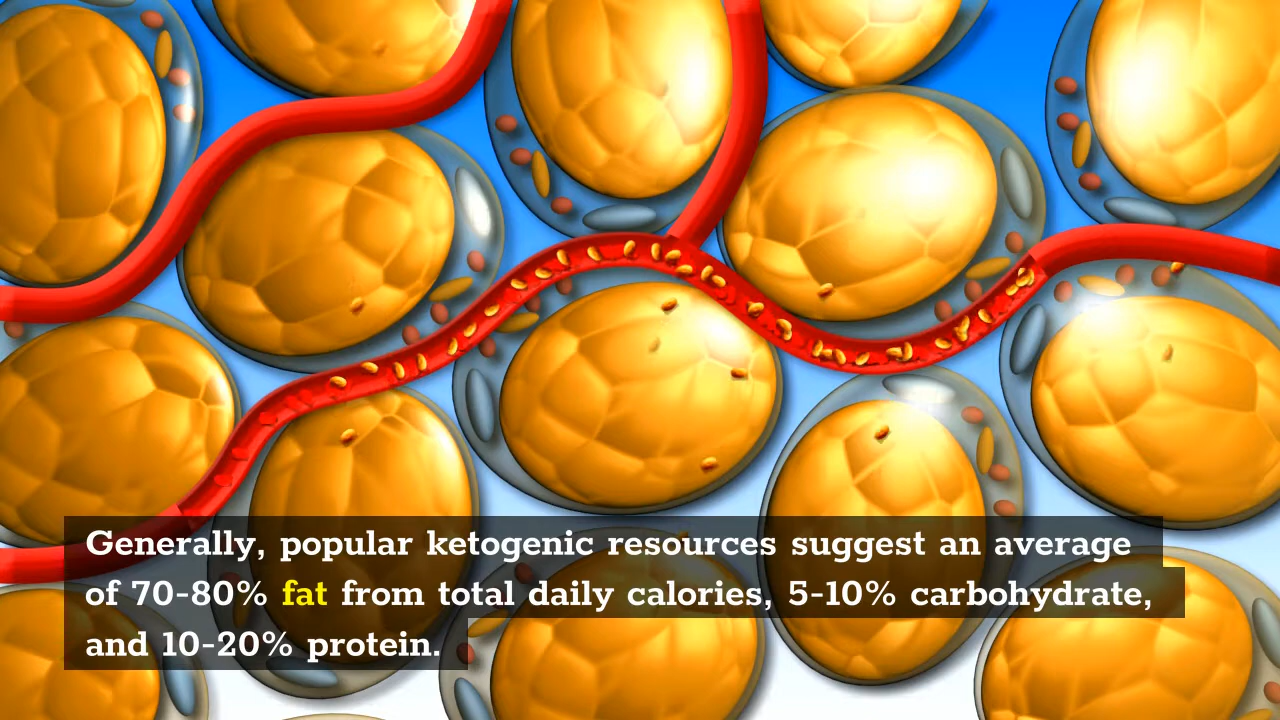 Generally, popular ketogenic resources suggest an average
of 70-80% fat from total daily calories, 5-10% carbohydrate,
and 10-20% protein.